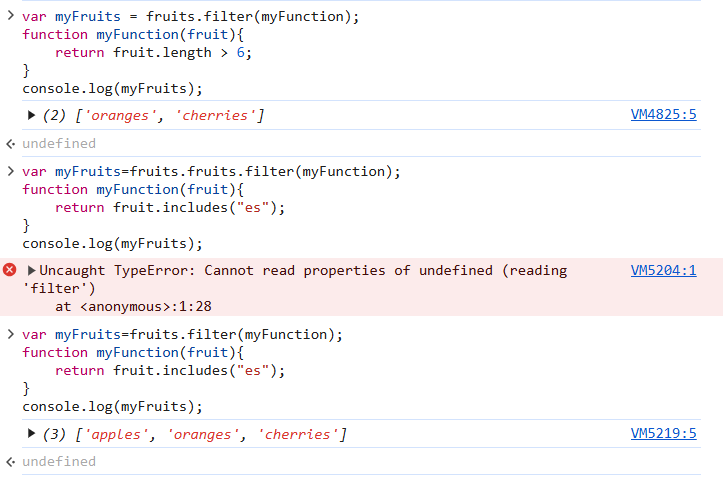 var myFruits = fruits.filter(myFunction);
function myFunction(fruit){
    return fruit.length > 6;
}
console.log(myFruits);
(2) ['oranges', 'cherries'] VM4825:5
undefined
var myFruits=fruits.fruits.filter(myFunction);
function myFunction(fruit){
    return fruit.includes("es");
}
console.log(myFruits);
Uncaught TypeError: Cannot read properties of undefined (reading VM5204:1
'filter')
    at <anonymous>:1:28
var myFruits=fruits.filter(myFunction);
function myFunction(fruit){
    return fruit.includes("es");
}
console.log(myFruits);
(3) ['apples', 'oranges', 'cherries'] VM5219:5
undefined